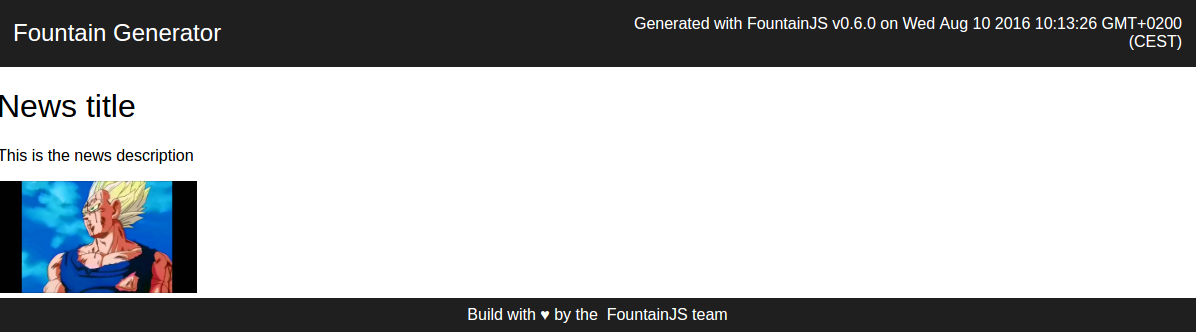 Fountain Generator
Generated with FountainJS v0.6.0 on Wed Aug 10 2016 10:13:26 GMT+0200
(CEST)
News title
This is the news description
Build with ♥ by the FountainJS team